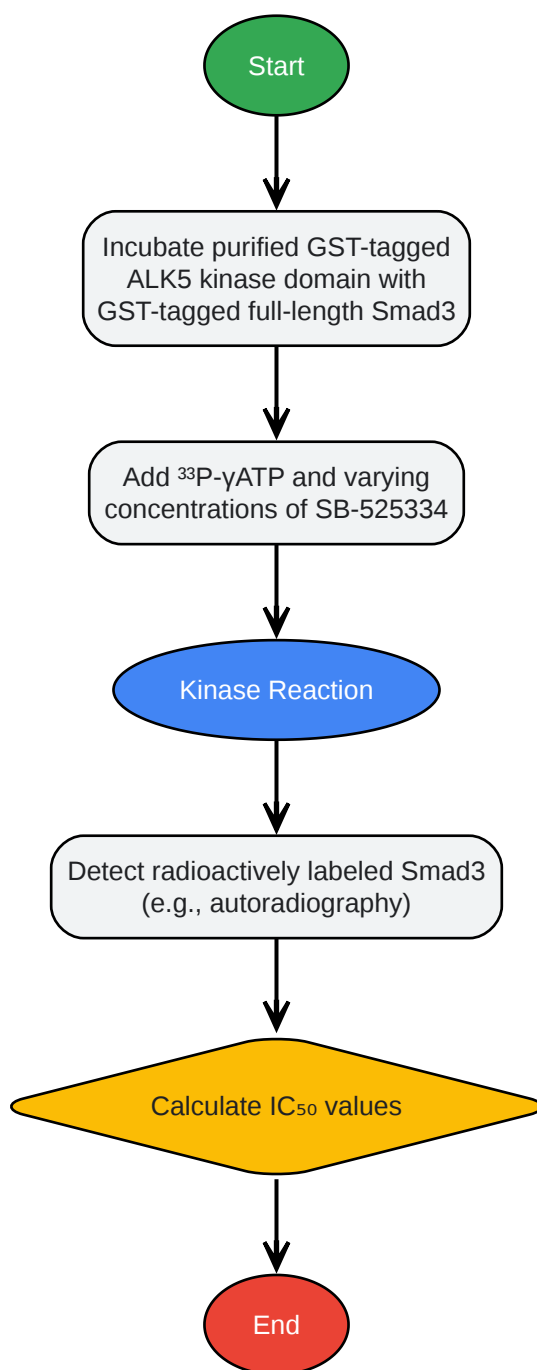 Start
Incubate purified GST-tagged
ALK5 kinase domain with
GST-tagged full-length Smad3
Add ³³P-γATP and varying
concentrations of SB-525334
Kinase Reaction
Detect radioactively labeled Smad3
(e.g., autoradiography)
Calculate IC₅₀ values
End